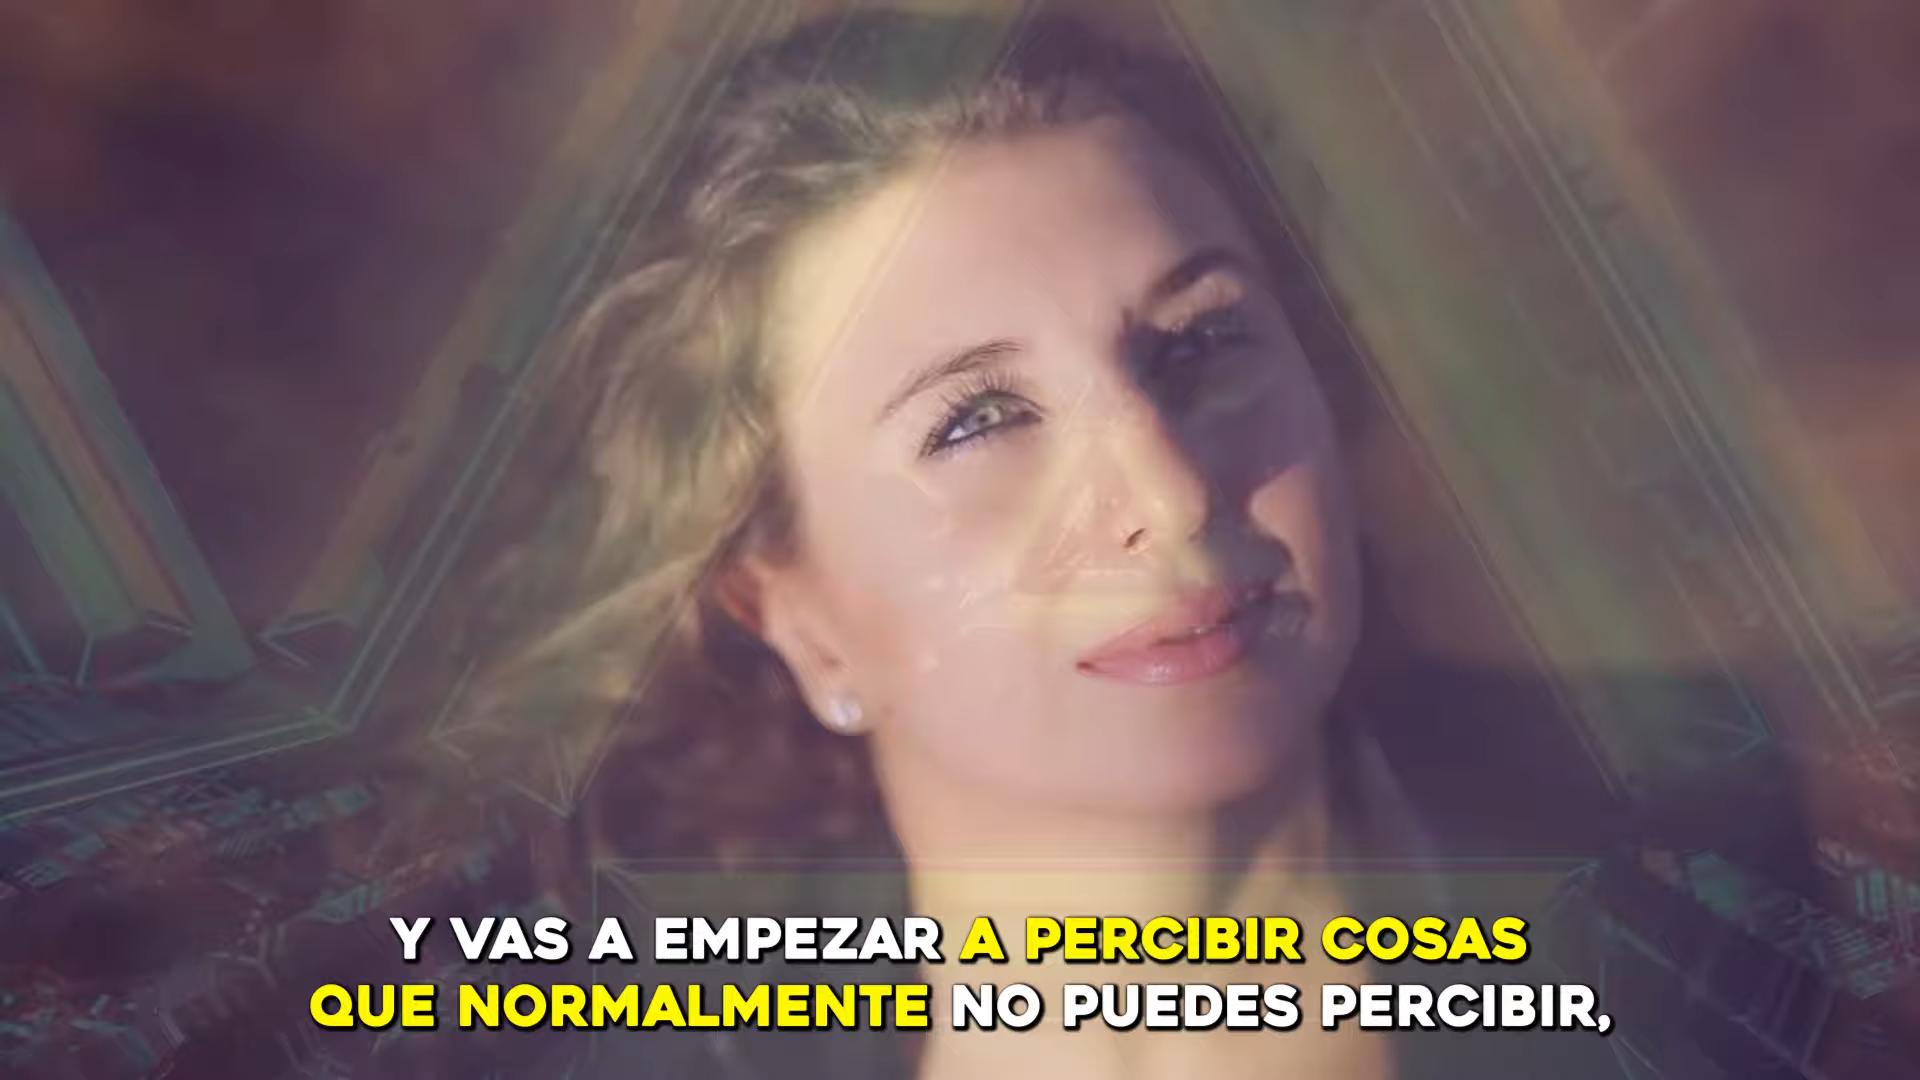 Y VAS A EMPEZAR A PERCIBIR COSAS
QUE NORMALMENTE NO PUEDES PERCIBIR,